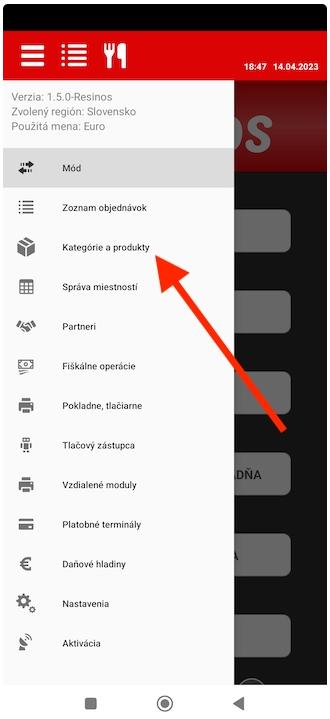 18:47 14.04.2023
Verzia: 1.5.0-Resinos
Zvolený región: Slovensko
Použitá mena: Euro
os
Mód
Zoznam objednávok
Kategórie a produkty
Správa miestností
Partneri
Fiškálne operácie
Pokladne, tlačiarne
Tlačový zástupca
ADŇA
Vzdialené moduly
Platobné terminály
A
Daňové hladiny
Nastavenia
Aktivácia